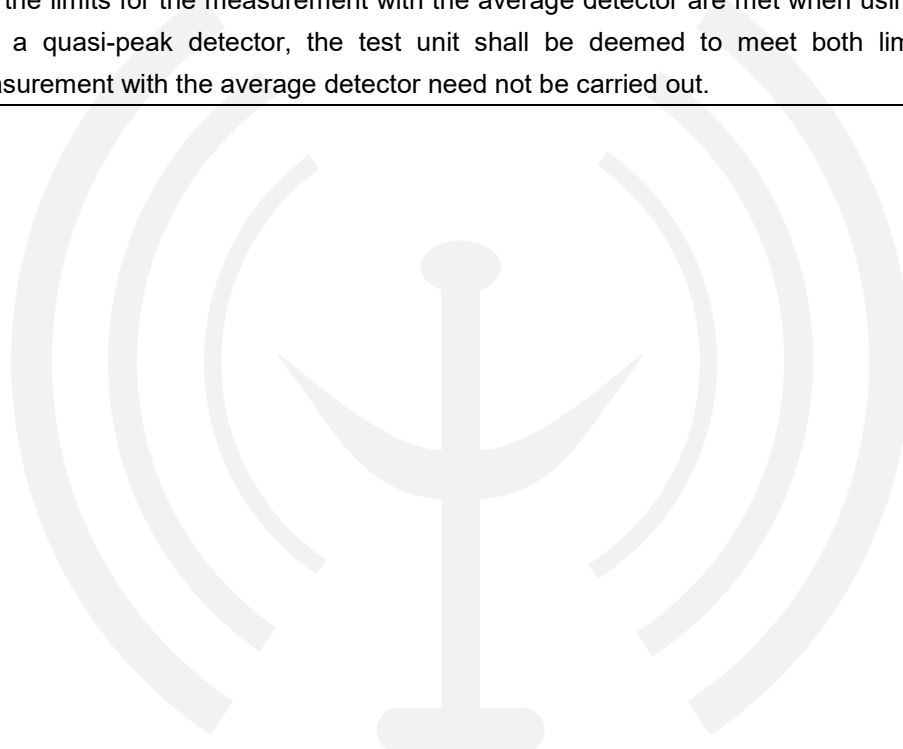 the limits for the measurement with the average detector are met when usin
a quasi-peak detector, the test unit shall be deemed to meet both lim
asurement with the average detector need not be carried out.